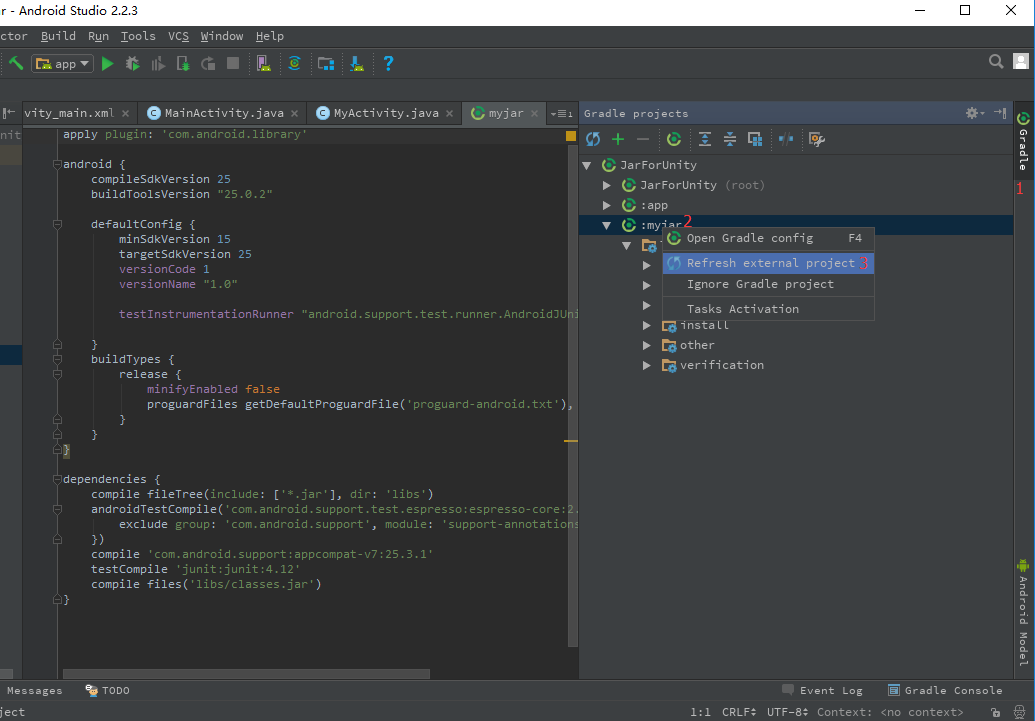 r - Android Studio 2.2.3
ctor Build Run Tools VCS Window Help
app
vity_main.xml MainActivity.java MyActivity.java myjar
Gradle projects
nit
apply plugin: 'com.android.library'
android {
compileSdkVersion 25
buildToolsVersion "25.0.2"
defaultConfig {
minSdkVersion 15
targetSdkVersion 25
versionCode 1
versionName "1.0"
testInstrumentationRunner "android.support.test.runner.AndroidJUni
}
buildTypes {
release {
minifyEnabled false
proguardFiles getDefaultProguardFile('proguard-android.txt'),
}
}
}
dependencies {
compile fileTree(include: ['*.jar'], dir: 'libs')
androidTestCompile('com.android.support.test.espresso:espresso-core:2.
exclude group: 'com.android.support', module: 'support-annotations
})
compile 'com.android.support:appcompat-v7:25.3.1'
testCompile 'junit:junit:4.12'
compile files('libs/classes.jar')
}
JarForUnity
JarForUnity (root)
:app
:myjar 2
Open Gradle config F4
Refresh external project 3
Ignore Gradle project
Tasks Activation
install
other
verification
Gradle
1
Android Model
Messages TODO Event Log Gradle Console
ject 1:1 CRLF UTF-8 Context: <no context>